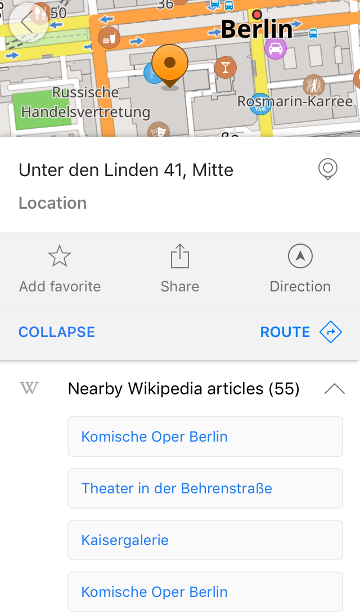 50
36
Berlin
Russische
Handelsvertretung
Rosmarin-Karree
Unter den Linden 41, Mitte
Location
Add favorite
Share
Direction
COLLAPSE
ROUTE
W
Nearby Wikipedia articles (55)
Komische Oper Berlin
Theater in der Behrenstraße
Kaisergalerie
Komische Oper Berlin